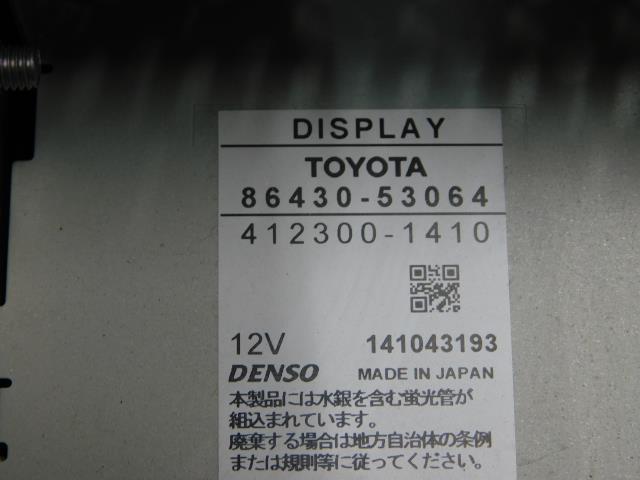 DISPLAY
TOYOTA
86430-53064
412300-1410
12V 141043193
DENSO MADE IN JAPAN
本製品には水銀を含む蛍光管が
組込まれています。
廃棄する場合は地方自治体の条例
または規則等に従ってください。